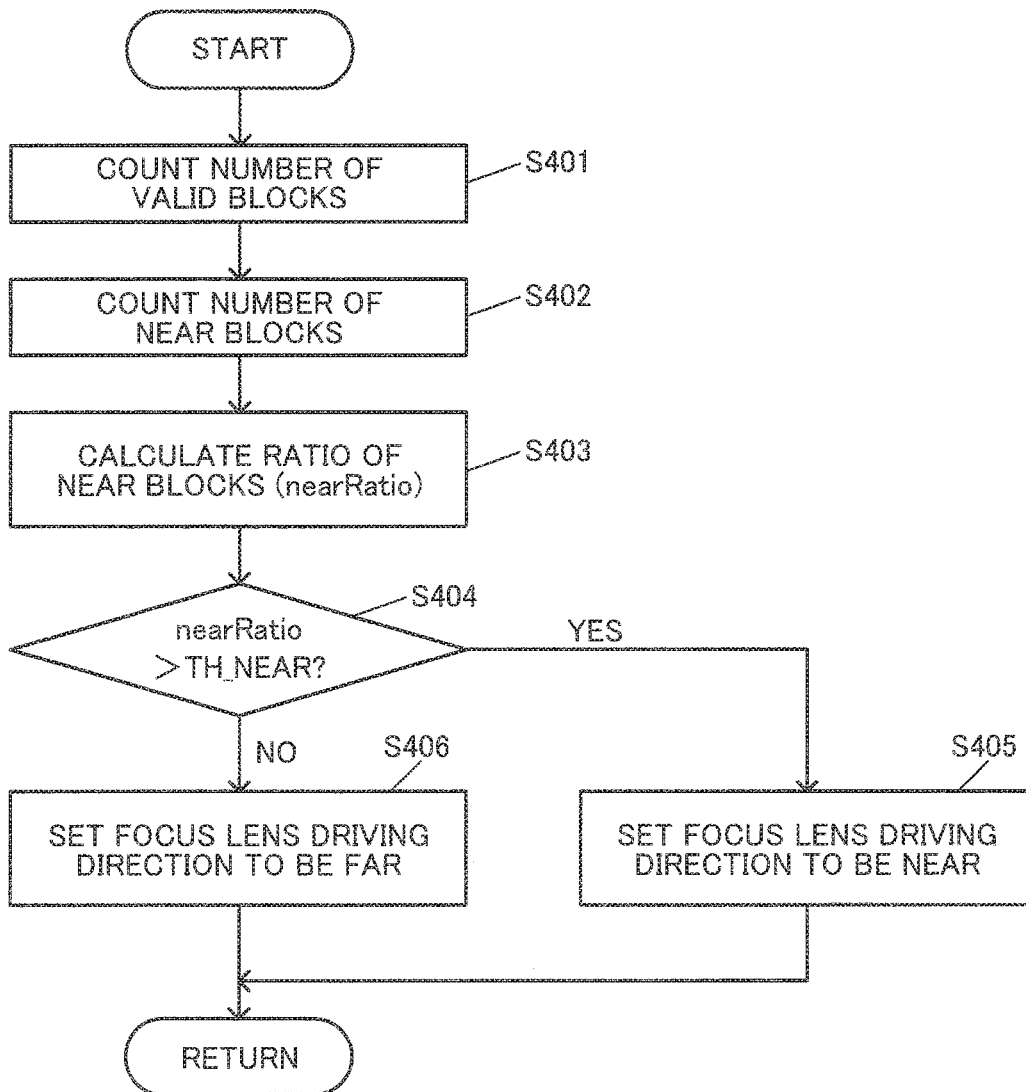 START
COUNT NUMBER OF
VALID BLOCKS
S401
COUNT NUMBER OF
NEAR BLOCKS
S402
CALCULATE RATIO OF
NEAR BLOCKS (nearRatio)
S403
nearRatio
>TH_NEAR?
S404
YES
NO
S406
SET FOCUS LENS DRIVING
DIRECTION TO BE FAR
S405
SET FOCUS LENS DRIVING
DIRECTION TO BE NEAR
RETURN